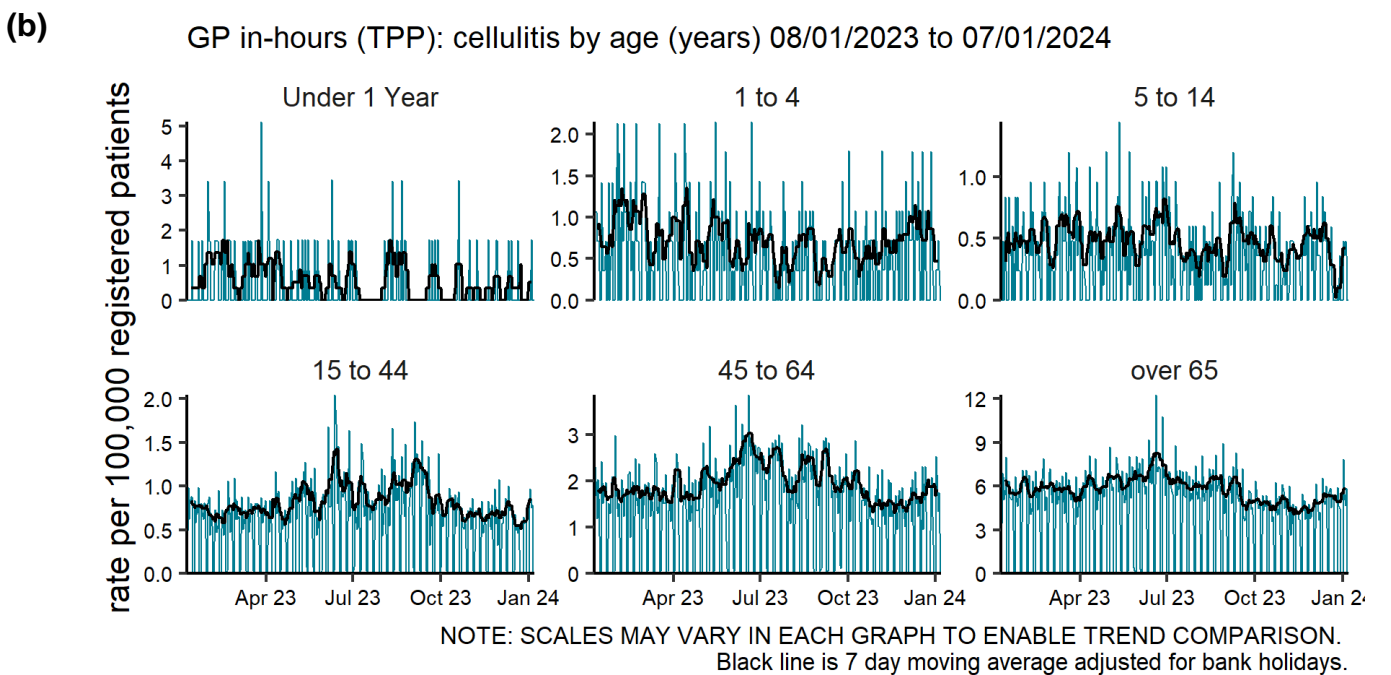 (b)
GP in-hours (TPP): cellulitis by age (years) 08/01/2023 to 07/01/2024
rate per 100,000 registered patients
Under 1 Year
5
4
3
2
1
0
1 to 4
2.0
1.5
1.0
0.5
0.0
5 to 14
1.0
0.5
0.0
15 to 44
2.0
1.5
1.0
0.5
0.0
Apr 23 Jul 23 Oct 23 Jan 24
45 to 64
3
2
1
0
Apr 23 Jul 23 Oct 23 Jan 24
over 65
12
9
6
3
0
Apr 23 Jul 23 Oct 23 Jan 2
NOTE: SCALES MAY VARY IN EACH GRAPH TO ENABLE TREND COMPARISON.
Black line is 7 day moving average adjusted for bank holidays.